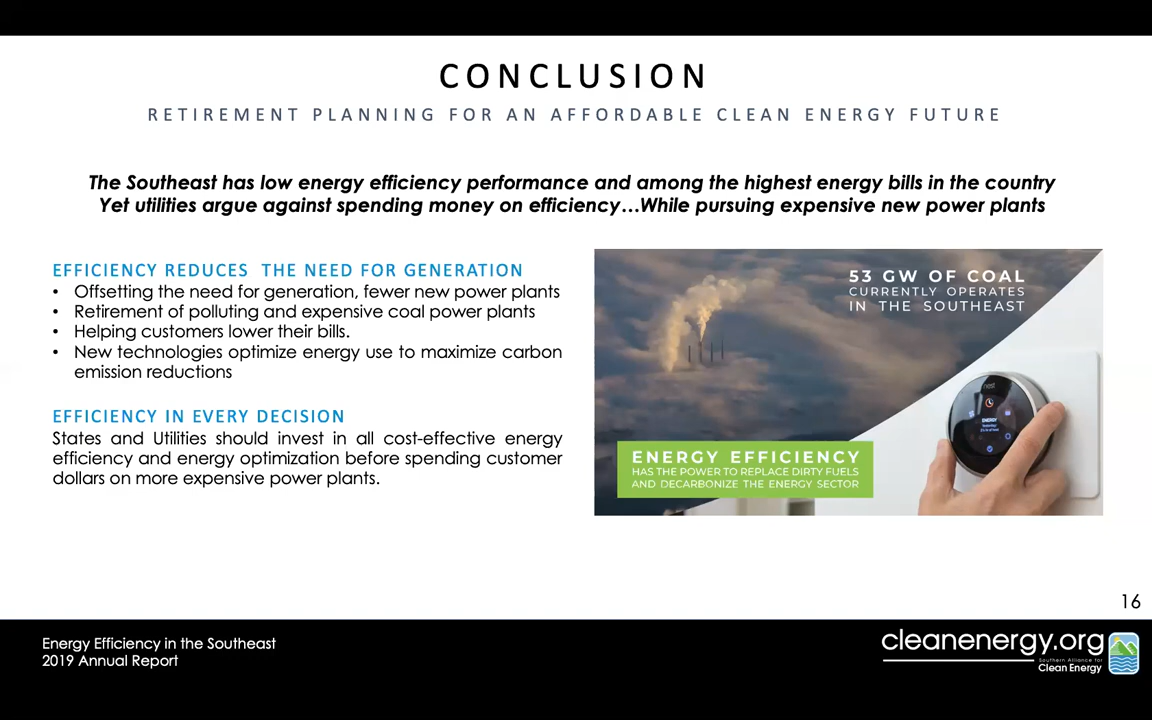 CONCLUSION
RETIREMENT PLANNING FOR AN AFFORDABLE CLEAN ENERGY FUTURE
The Southeast has low energy efficiency performance and among the highest energy bills in the country
Yet utilities argue against spending money on efficiency…While pursuing expensive new power plants
EFFICIENCY REDUCES THE NEED FOR GENERATION
• Offsetting the need for generation, fewer new power plants
• Retirement of polluting and expensive coal power plants
• Helping customers lower their bills.
• New technologies optimize energy use to maximize carbon
emission reductions
EFFICIENCY IN EVERY DECISION
States and Utilities should invest in all cost-effective energy
efficiency and energy optimization before spending customer
dollars on more expensive power plants.
53 GW OF COAL
CURRENTLY OPERATES
IN THE SOUTHEAST
nest
ENERGY
ENERGY EFFICIENCY
HAS THE POWER TO REPLACE DIRTY FUELS
AND DECARBONIZE THE ENERGY SECTOR
16
Energy Efficiency in the Southeast
2019 Annual Report
cleanenergy.org
Southern Alliance for
Clean Energy